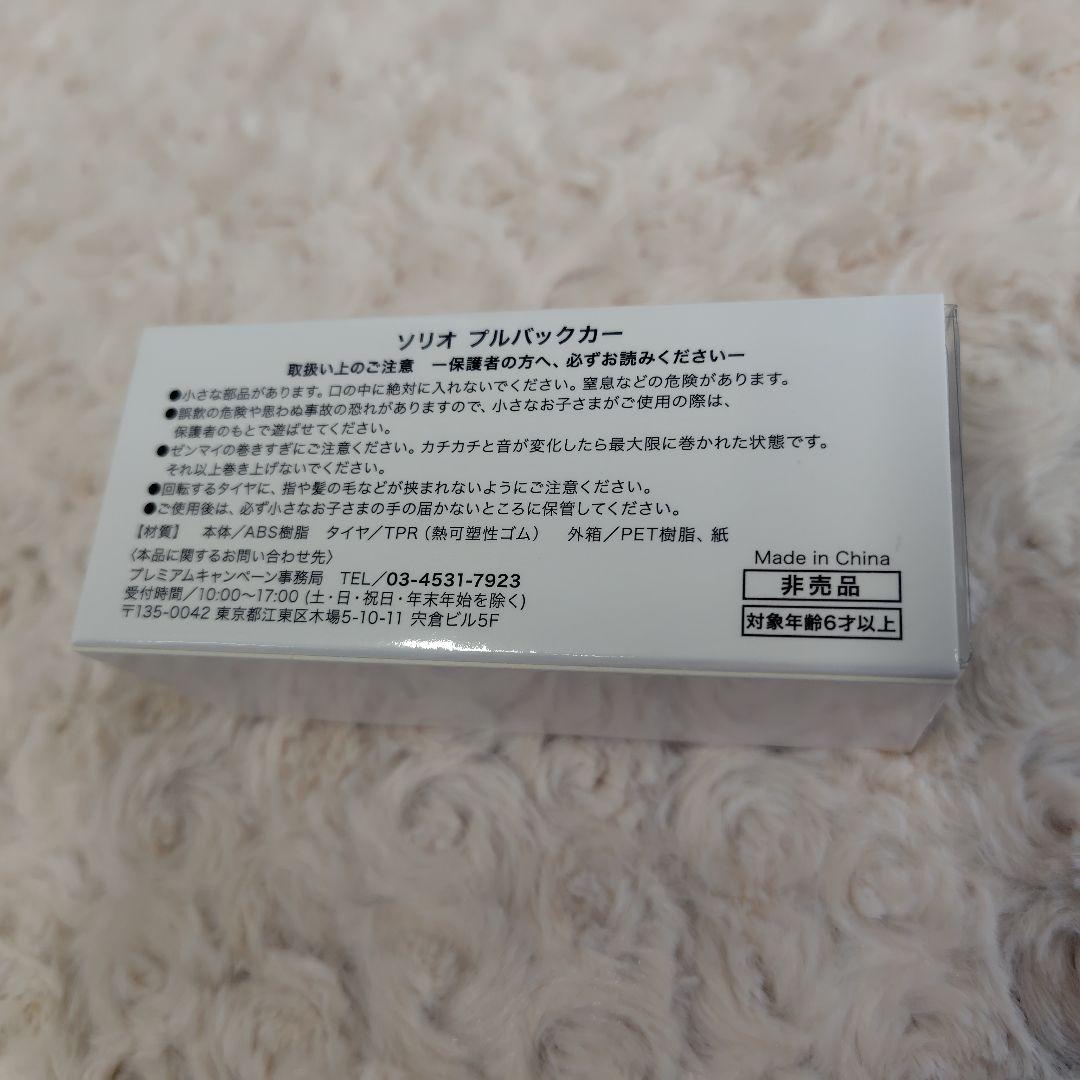 ソリオ プルバックカー
取扱い上のご注意 ー保護者の方へ、必ずお読みくださいー
●小さな部品があります。口の中に絶対に入れないでください。窒息などの危険があります。
●誤飲の危険や思わぬ事故の恐れがありますので、小さなお子さまがご使用の際は、
保護者のもとで遊ばせてください。
●ゼンマイの巻きすぎにご注意ください。カチカチと音が変化したら最大限に巻かれた状態です。
それ以上巻き上げないでください。
●回転するタイヤに、指や髪の毛などが挟まれないようにご注意ください。
●ご使用後は、必ず小さなお子さまの手の届かないところに保管してください。
【材質】 本体/ABS樹脂 タイヤ/TPR(熱可塑性ゴム) 外箱/PET樹脂、紙
〈本品に関するお問い合わせ先〉
プレミアムキャンペーン事務局 TEL/03-4531-7923
受付時間/10:00〜17:00 (土・日・祝日・年末年始を除く)
〒135-0042 東京都江東区木場5-10-11 宍倉ビル5F
Made in China
非売品
対象年齢6才以上